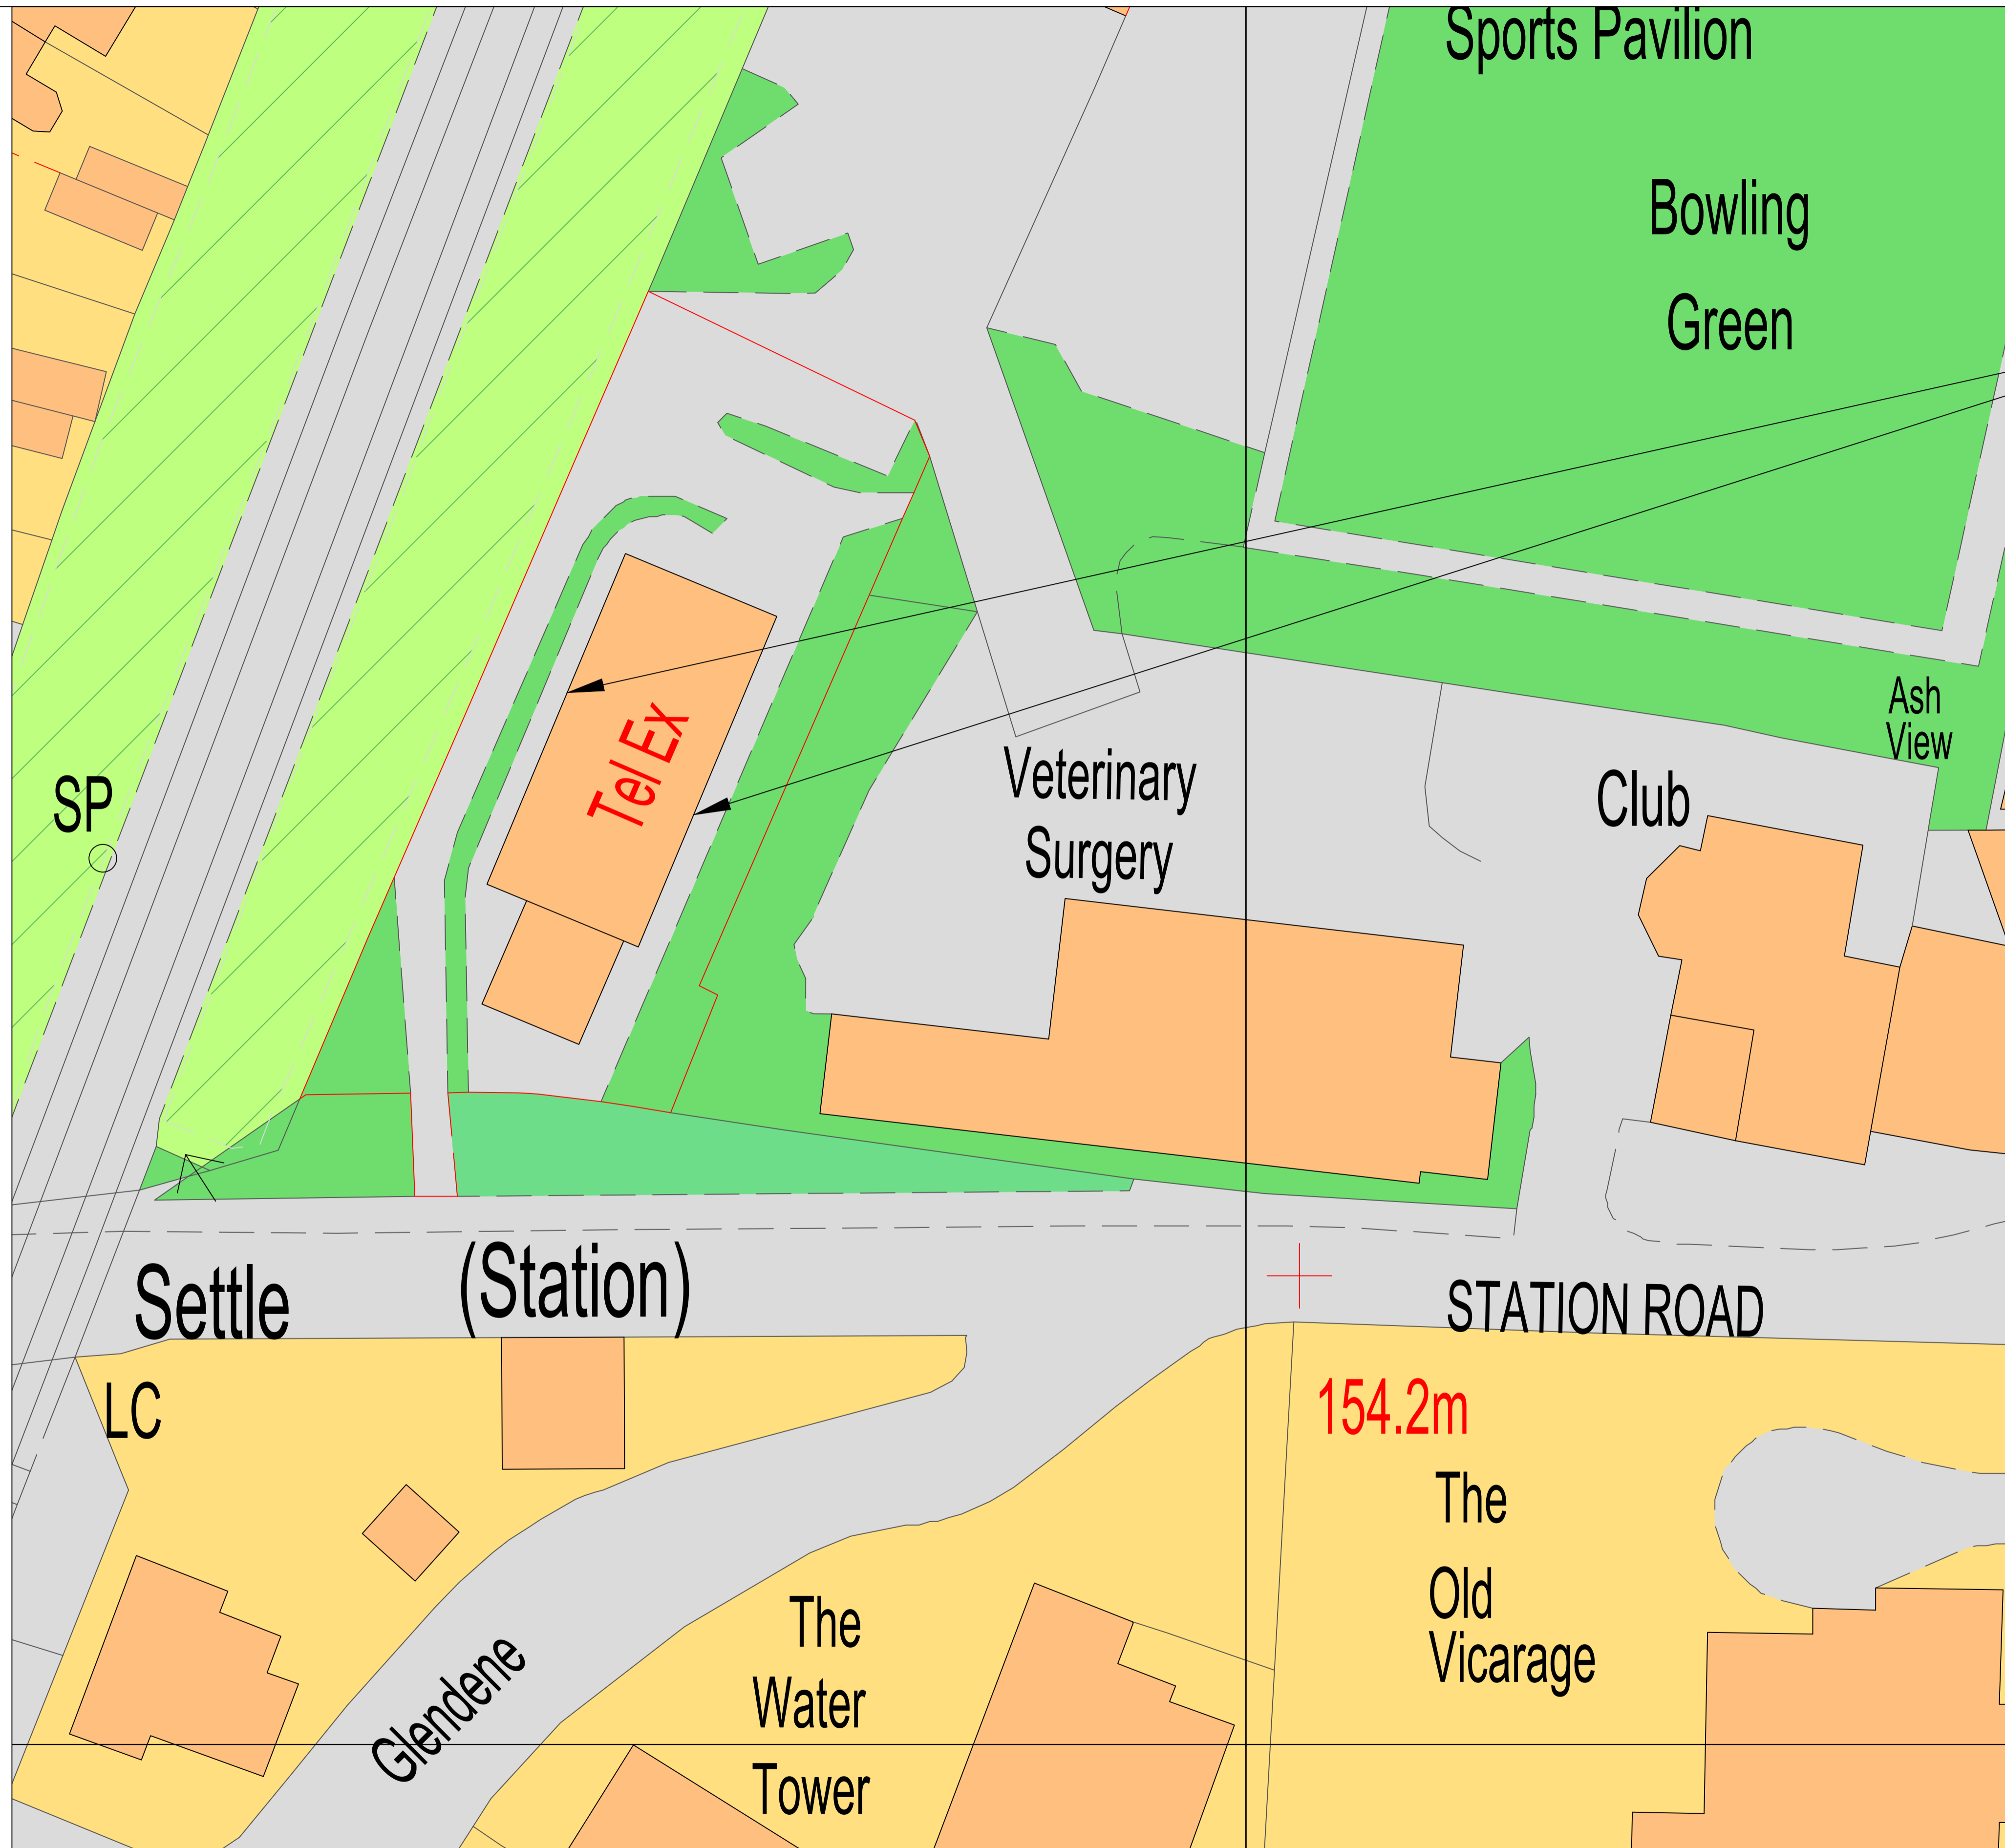 Sports Pavilion
Bowling
Green
Ash
View
Tel Ex
SP
Veterinary
Surgery
Club
Settle
(Station)
STATION ROAD
LC
154.2m
The
Old
Vicarage
The
Water
Tower
Glendene